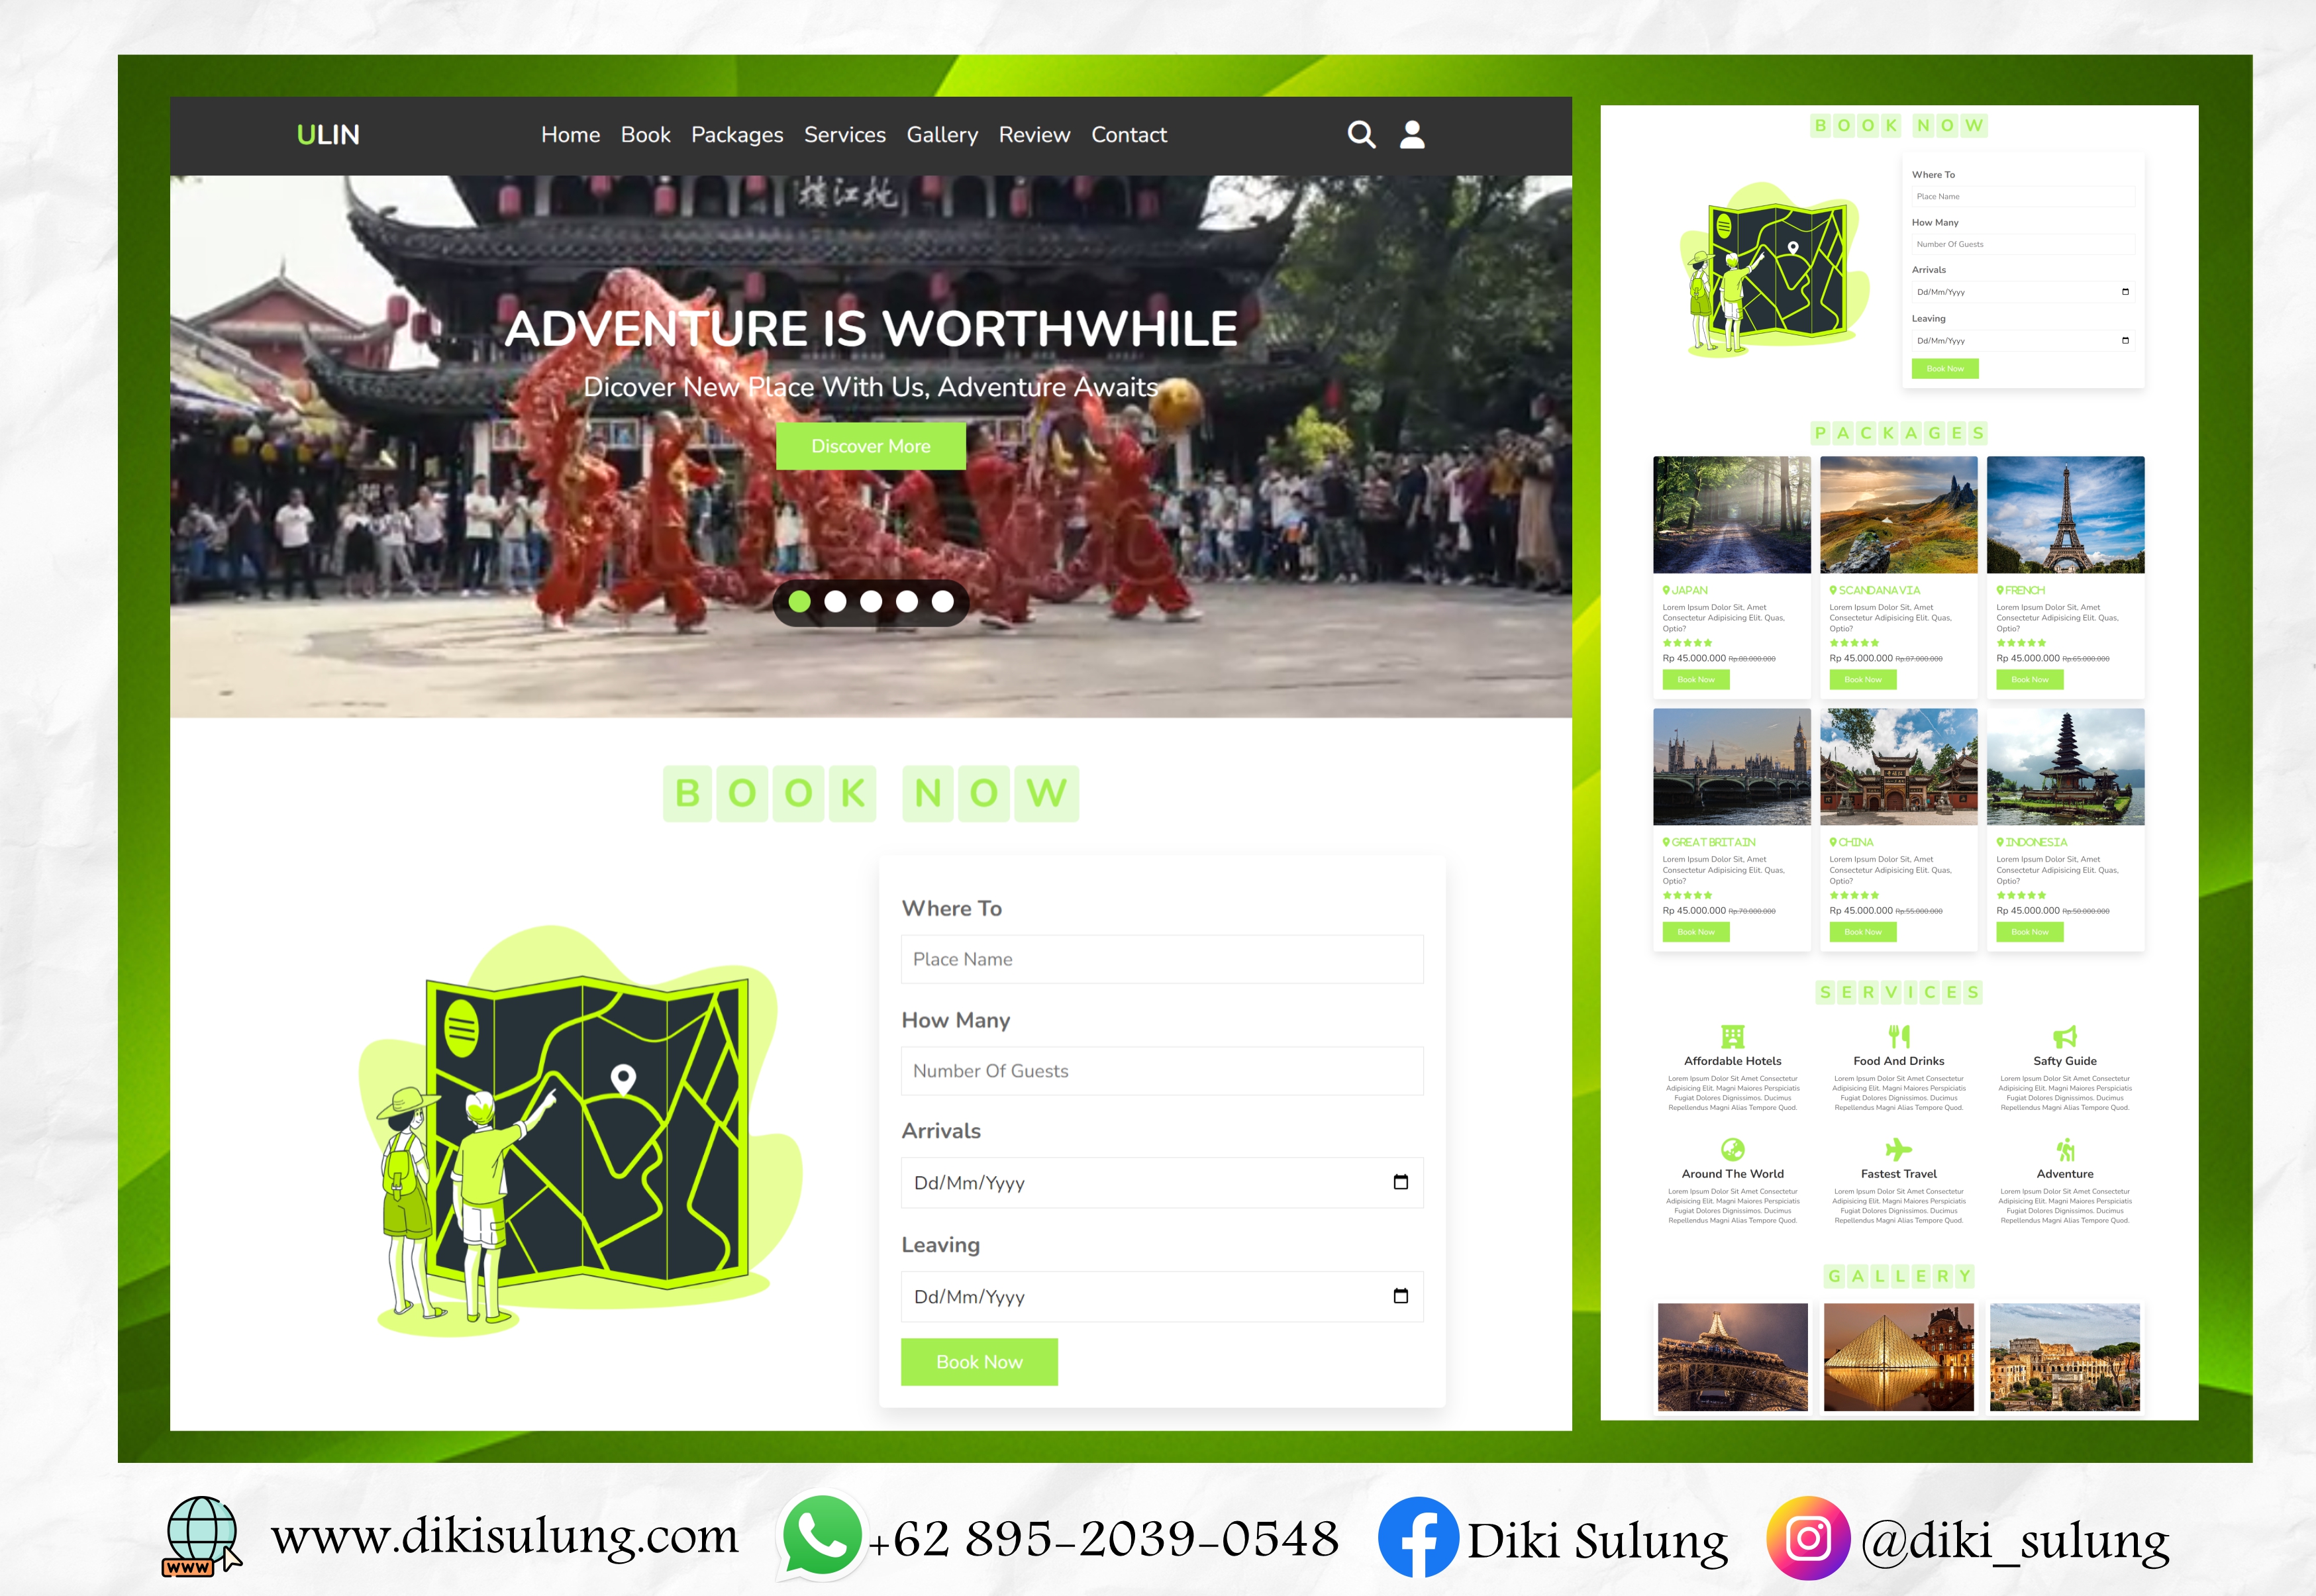 ULIN
Home Book Packages Services Gallery Review Contact
ADVENTURE IS WORTHWHILE
Dicover New Place With Us, Adventure Awaits
Discover More
BOOK NOW
Where To
Place Name
How Many
Number Of Guests
Arrivals
Dd/Mm/Yyyy
Leaving
Dd/Mm/Yyyy
Book Now
BOOK NOW
Where To
Place Name
How Many
Number Of Guests
Arrivals
Dd/Mm/Yyyy
Leaving
Dd/Mm/Yyyy
Book Now
PACKAGES
JAPAN
Lorem Ipsum Dolor Sit, Amet
Consectetur Adipisicing Elit. Quas,
Optio?
Rp 45.000.000 Rp.80.000.000
Book Now
SCANDANAVIA
Lorem Ipsum Dolor Sit, Amet
Consectetur Adipisicing Elit. Quas,
Optio?
Rp 45.000.000 Rp.87.000.000
Book Now
FRENCH
Lorem Ipsum Dolor Sit, Amet
Consectetur Adipisicing Elit. Quas,
Optio?
Rp 45.000.000 Rp.65.000.000
Book Now
GREAT BRITAIN
Lorem Ipsum Dolor Sit, Amet
Consectetur Adipisicing Elit. Quas,
Optio?
Rp 45.000.000 Rp.70.000.000
Book Now
CHINA
Lorem Ipsum Dolor Sit, Amet
Consectetur Adipisicing Elit. Quas,
Optio?
Rp 45.000.000 Rp.55.000.000
Book Now
INDONESIA
Lorem Ipsum Dolor Sit, Amet
Consectetur Adipisicing Elit. Quas,
Optio?
Rp 45.000.000 Rp.50.000.000
Book Now
SERVICES
Affordable Hotels
Lorem Ipsum Dolor Sit Amet Consectetur
Adipisicing Elit. Magni Maiores Perspiciatis
Fugiat Dolores Dignissimos. Ducimus
Repellendus Magni Alias Tempore Quod.
Food And Drinks
Lorem Ipsum Dolor Sit Amet Consectetur
Adipisicing Elit. Magni Maiores Perspiciatis
Fugiat Dolores Dignissimos. Ducimus
Repellendus Magni Alias Tempore Quod.
Safty Guide
Lorem Ipsum Dolor Sit Amet Consectetur
Adipisicing Elit. Magni Maiores Perspiciatis
Fugiat Dolores Dignissimos. Ducimus
Repellendus Magni Alias Tempore Quod.
Around The World
Lorem Ipsum Dolor Sit Amet Consectetur
Adipisicing Elit. Magni Maiores Perspiciatis
Fugiat Dolores Dignissimos. Ducimus
Repellendus Magni Alias Tempore Quod.
Fastest Travel
Lorem Ipsum Dolor Sit Amet Consectetur
Adipisicing Elit. Magni Maiores Perspiciatis
Fugiat Dolores Dignissimos. Ducimus
Repellendus Magni Alias Tempore Quod.
Adventure
Lorem Ipsum Dolor Sit Amet Consectetur
Adipisicing Elit. Magni Maiores Perspiciatis
Fugiat Dolores Dignissimos. Ducimus
Repellendus Magni Alias Tempore Quod.
GALLERY
www
www.dikisulung.com +62 895-2039-0548 Diki Sulung @diki_sulung